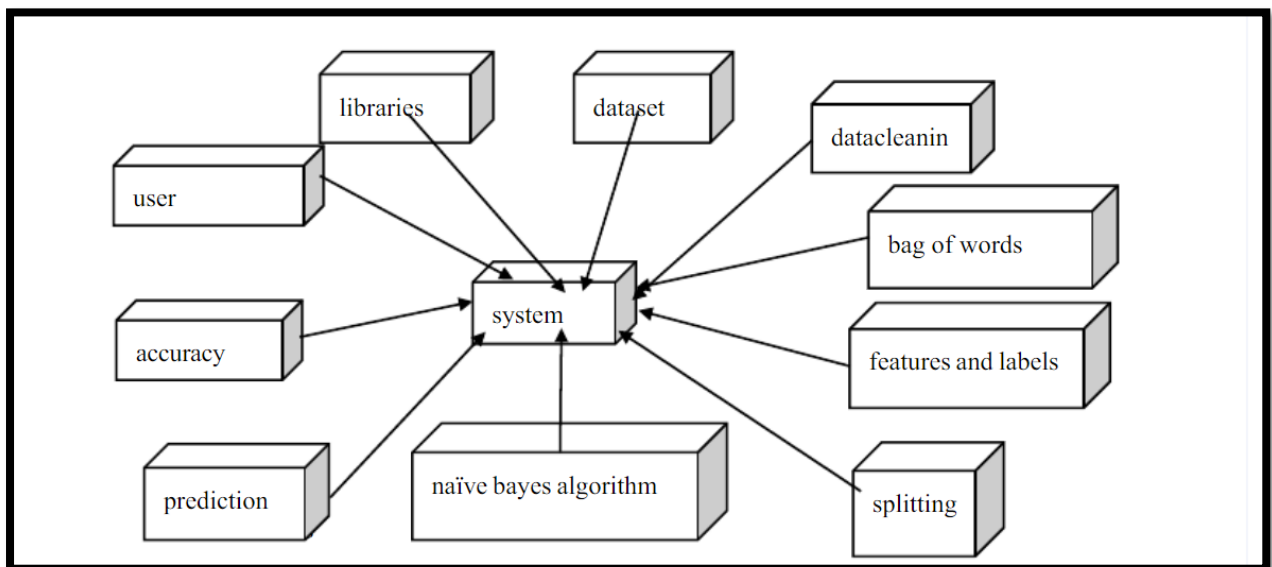 libraries
dataset
datacleanin
user
bag of words
system
accuracy
features and labels
prediction
naïve bayes algorithm
splitting